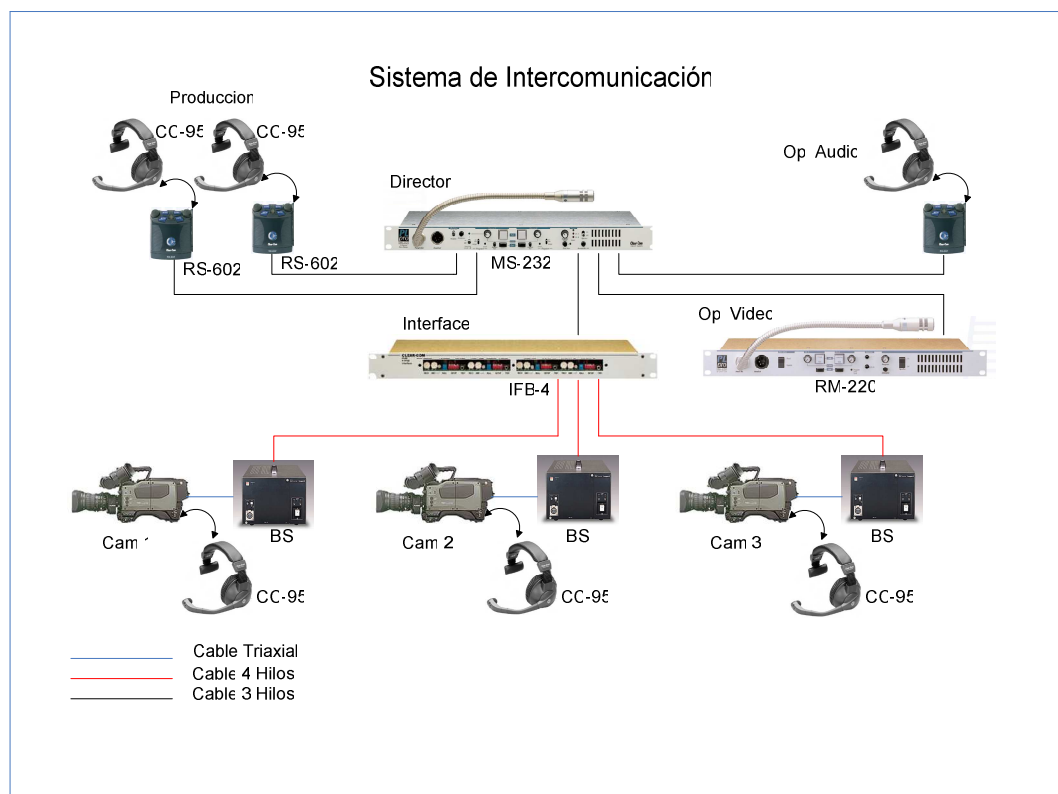 Sistema de Intercomunicación
Produccion
CC-95
CC-95
Op. Audio
Director
RS-602
RS-602
MS-232
Interface
Op. Video
CLEAR-COM
IFB-4
RM-220
Cam 1
BS
Cam 2
BS
Cam 3
BS
CC-95
CC-95
CC-95
Cable Triaxial
Cable 4 Hilos
Cable 3 Hilos